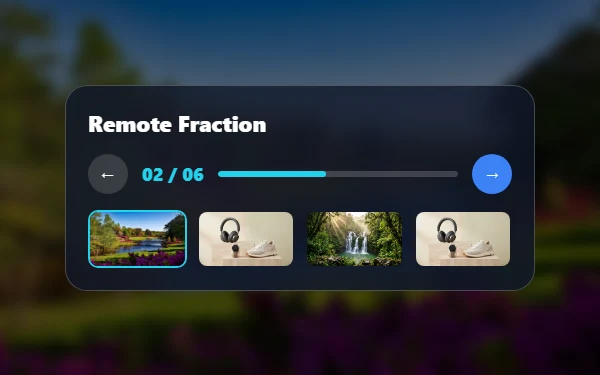 Remote Fraction
← 02 / 06 →